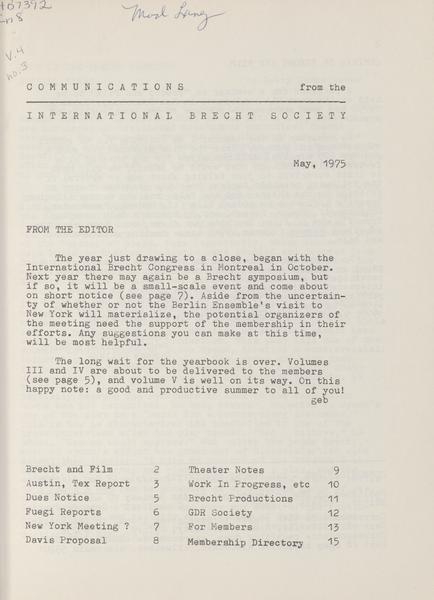 Mod Lang
v.4
no.3
COMMUNICATIONS from the
INTERNATIONAL BRECHT SOCIETY
May, 1975
FROM THE EDITOR
The year just drawing to a close, began with the
International Brecht Congress in Montreal in October.
Next year there may again be a Brecht symposium, but
if so, it will be a small-scale event and come about
on short notice (see page 7). Aside from the uncertain-
ty of whether or not the Berlin Ensemble's visit to
New York will materialize, the potential organizers of
the meeting need the support of the membership in their
efforts. Any suggestions you can make at this time,
will be most helpful.
The long wait for the yearbook is over. Volumes
III and IV are about to be delivered to the members
(see page 5), and volume V is well on its way. On this
happy note: a good and productive summer to all of you!
geb
Brecht and Film 2 Theater Notes 9
Austin, Tex Report 3 Work In Progress, etc 10
Dues Notice 5 Brecht Productions 11
Fuegi Reports 6 GDR Society 12
New York Meeting ? 7 For Members 13
Davis Proposal 8 Membership Directory 15